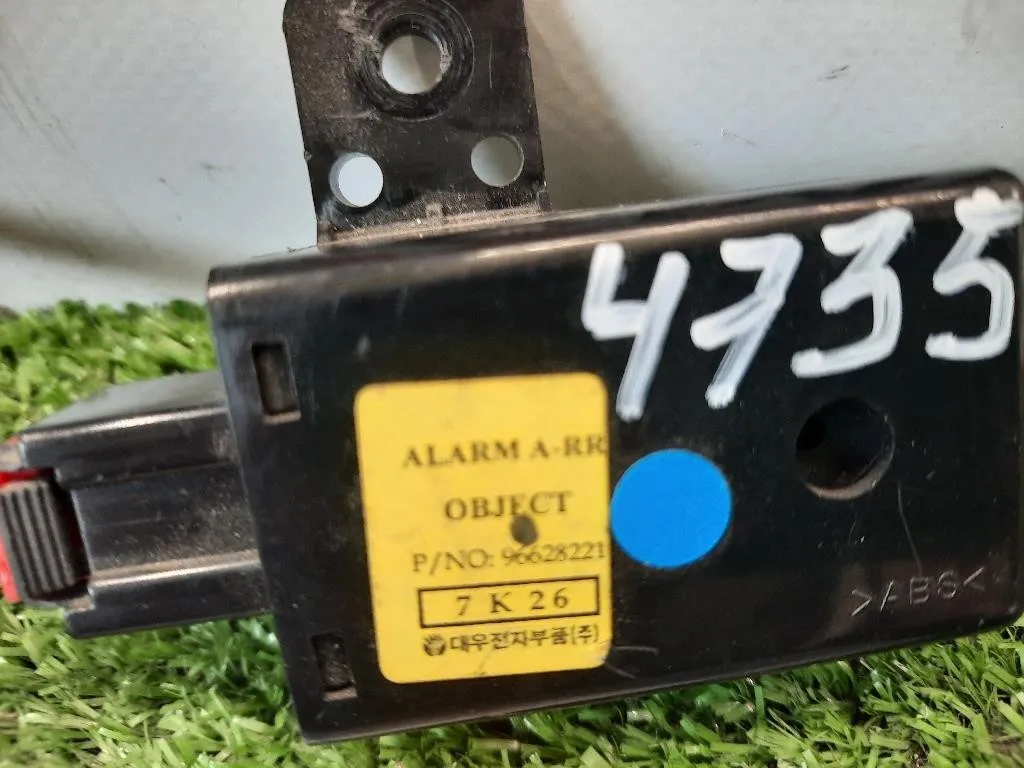 4735
ALARM A-RR
OBJECT
P/NO: 96628221
7 K 26
대우전자부품(주)
>ABS<